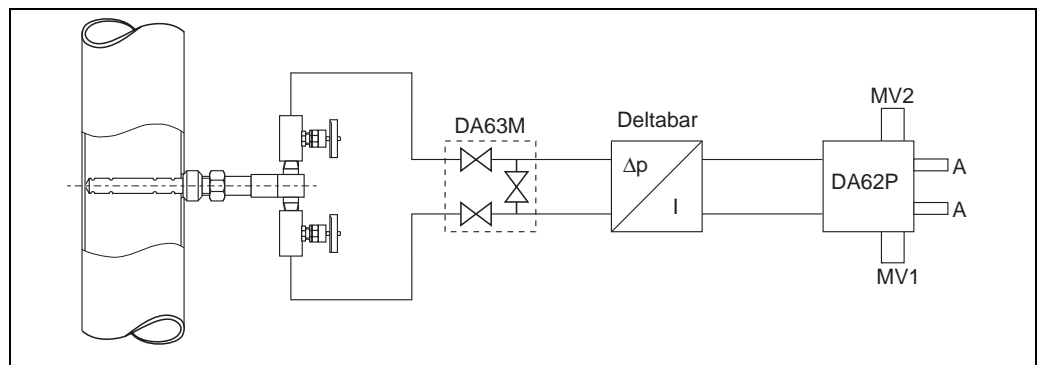 DA63M
Deltabar
Δp
I
MV2
A
DA62P
A
MV1